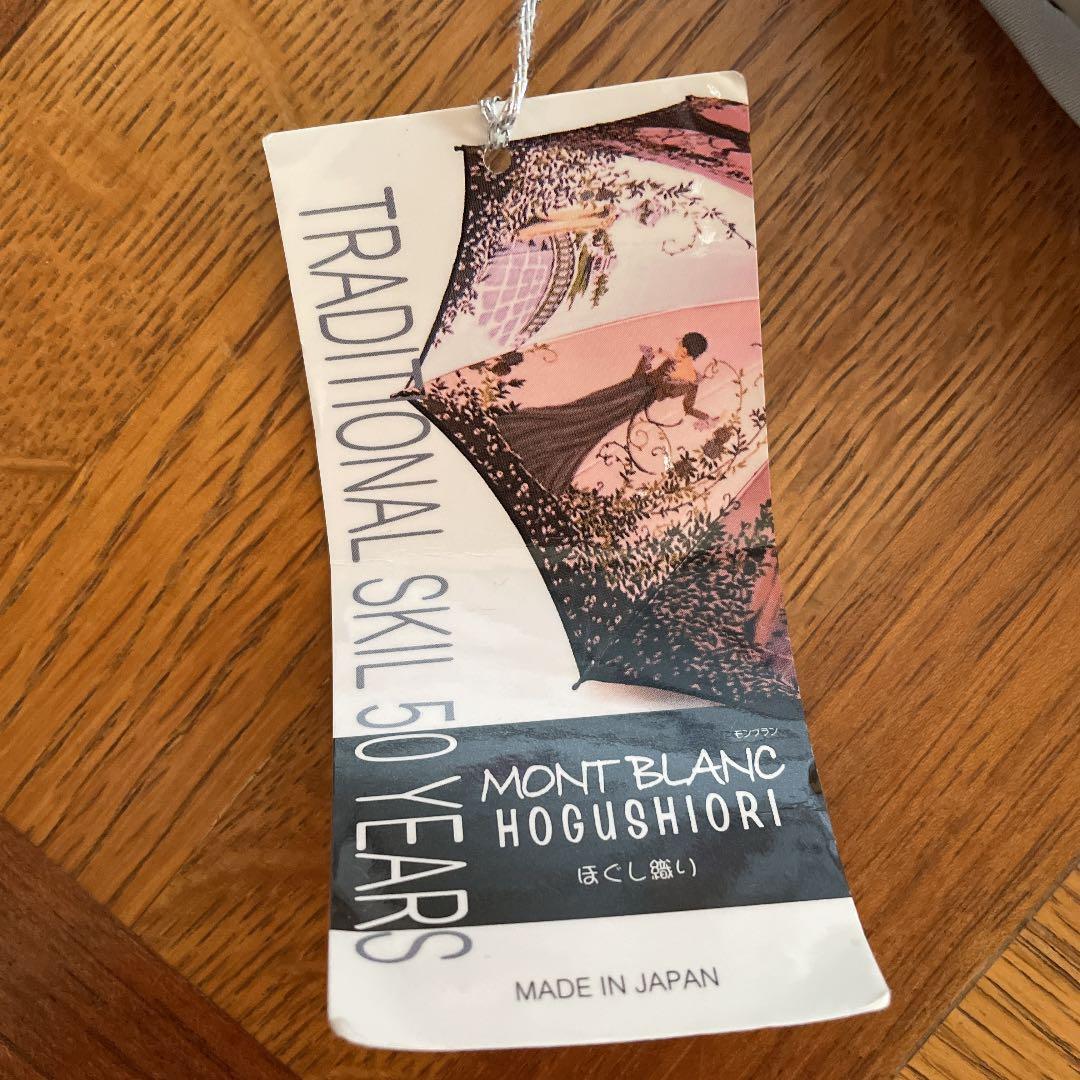 TRADITIONAL SKIL 50 YEARS
モンブラン
MONT BLANC
HOGUSHIORI
ほぐし織り
MADE IN JAPAN